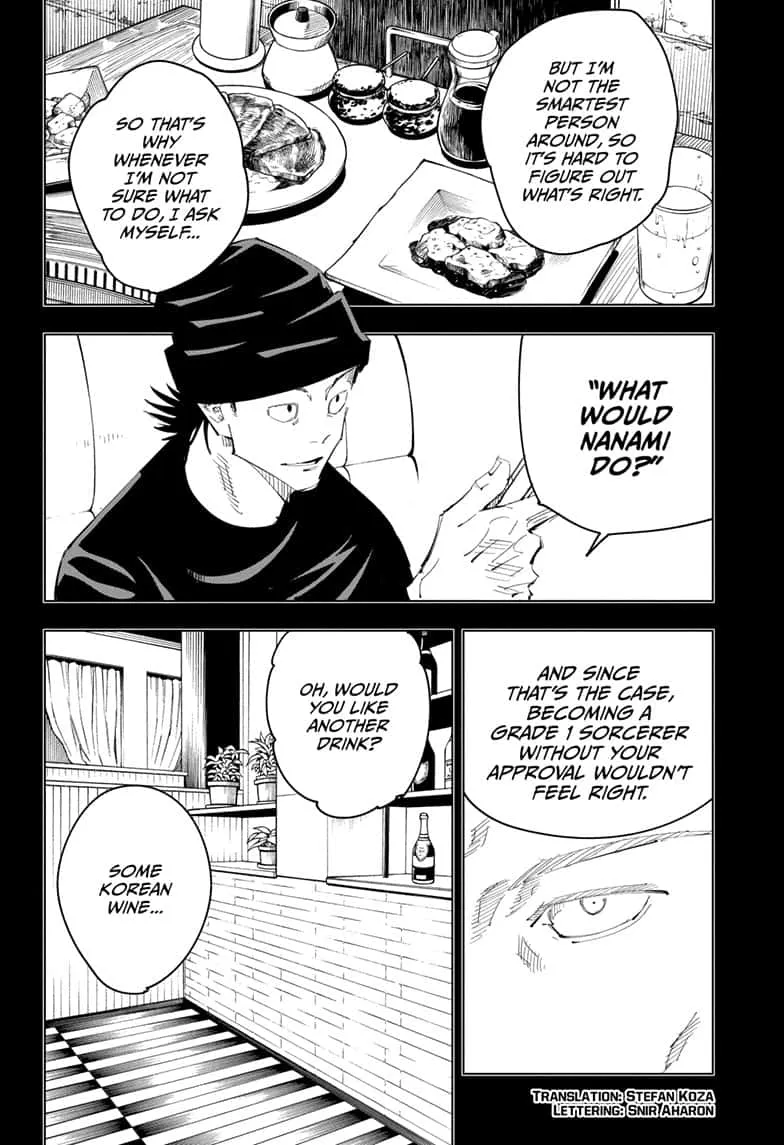 BUT I'M
NOT THE
SMARTEST
PERSON
AROUND, SO
IT'S HARD TO
FIGURE OUT
WHAT'S RIGHT.
SO THAT'S
WHY
WHENEVER
I'M NOT
SURE WHAT
TO DO, I ASK
MYSELF...
"WHAT
WOULD
NANAMI
DO?"
AND SINCE
THAT'S THE CASE,
BECOMING A
GRADE 1 SORCERER
WITHOUT YOUR
APPROVAL WOULDN'T
FEEL RIGHT.
OH, WOULD
YOU LIKE
ANOTHER
DRINK?
SOME
KOREAN
WINE...
TRANSLATION: STEFAN KOZA
LETTERING: SNIR AHARON